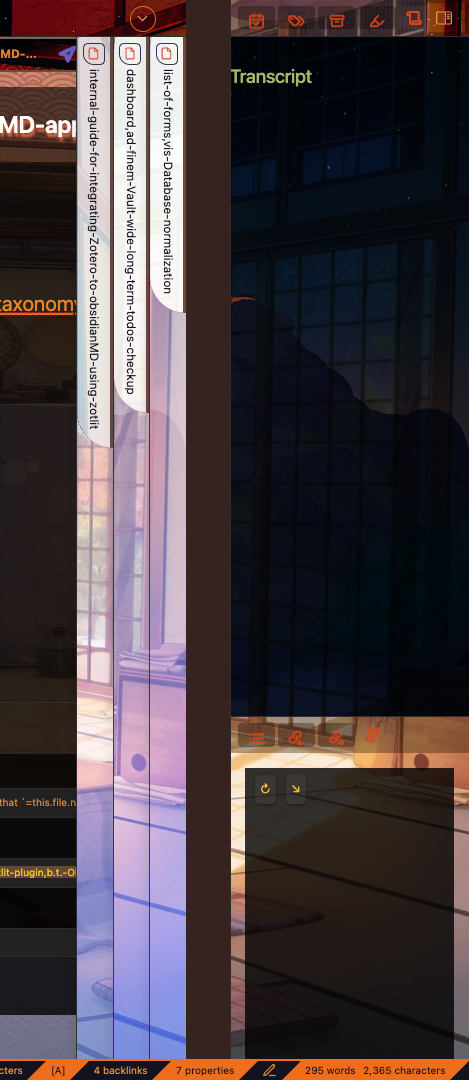 MD-...
MD-app
taxonomy
that `=this.file.n
lit-plugin,b.t.-O
internal-guide-for-integrating-Zotero-to-obsidianMD-using-zotlit
dashboard,ad-finem-Vault-wide-long-term-todos-checkup
list-of-forms,vis-Database-normalization
Transcript
cters
[A]
4 backlinks
7 properties
295 words 2,365 characters